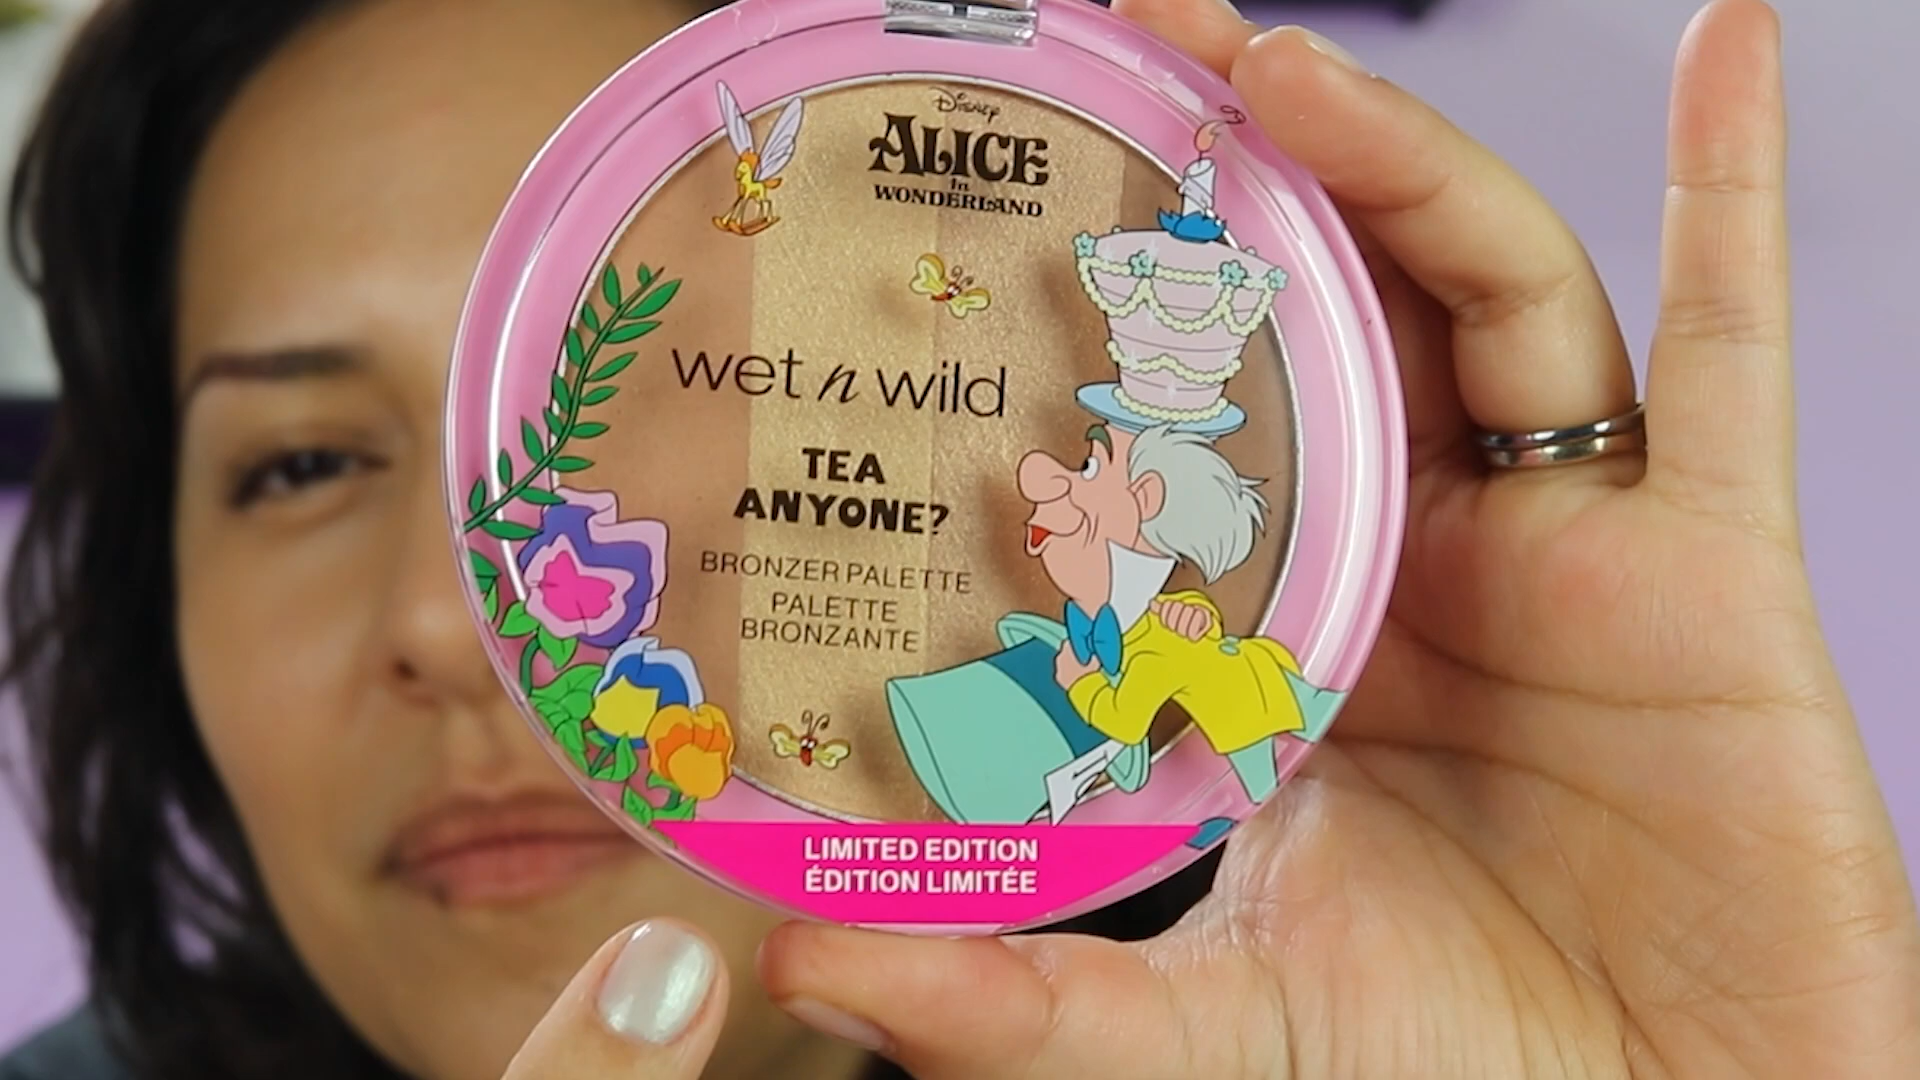 Disney
ALICE
in
WONDERLAND
wet n wild
TEA
ANYONE?
BRONZER PALETTE
PALETTE
BRONZANTE
LIMITED EDITION
ÉDITION LIMITÉE